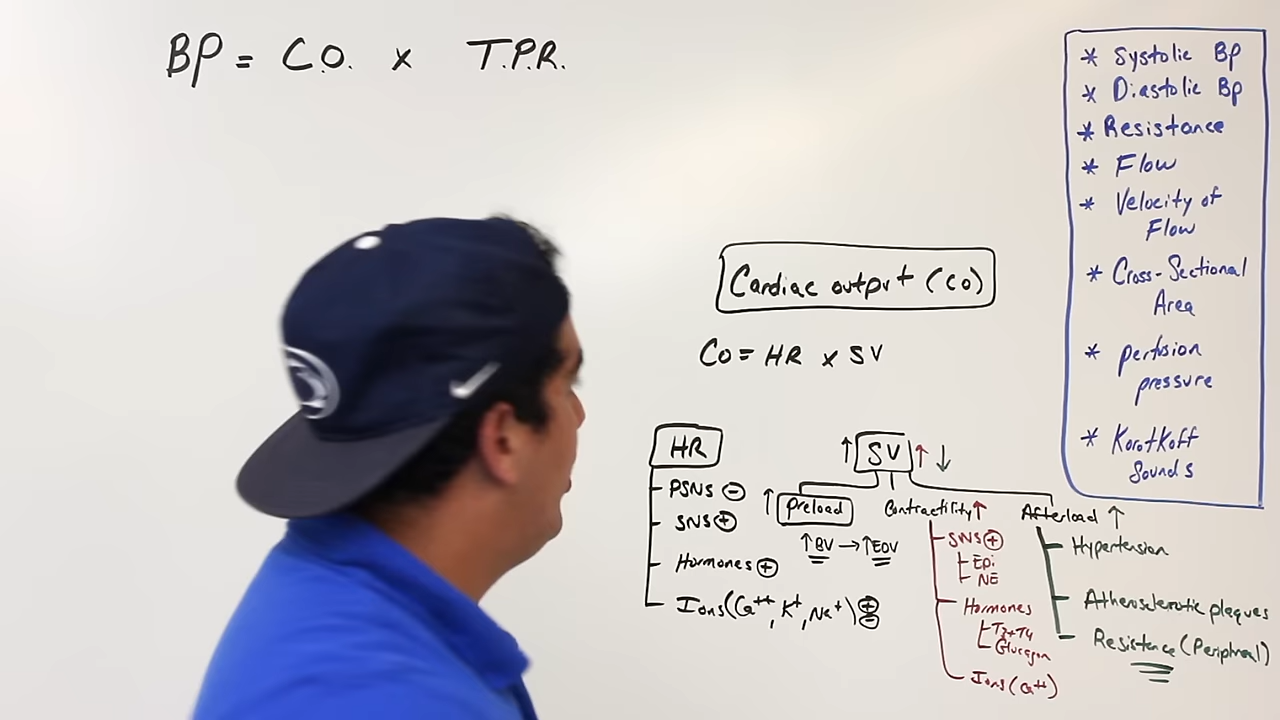 BP = C.O. x T.P.R.
* Systolic BP
* Diastolic BP
* Resistance
* Flow
* Velocity of
Flow
* Cross-Sectional
Area
* perfusion
pressure
* Korotkoff
Sounds
Cardiac output (CO)
CO = HR x SV
HR
PSNS ⊖
SNS ⊕
Hormones ⊕
Ions (Ca++, K+, Na+) ⊕ ⊖
↑ SV ↑ ↓
↑ Preload
↑BV → ↑EDV
Contractility ↑
SNS ⊕
Epi
NE
Hormones
T3+T4
Glucagon
Ions (Ca++)
Afterload ↑
Hypertension
Atherosclerotic plaques
Resistance (Peripheral)